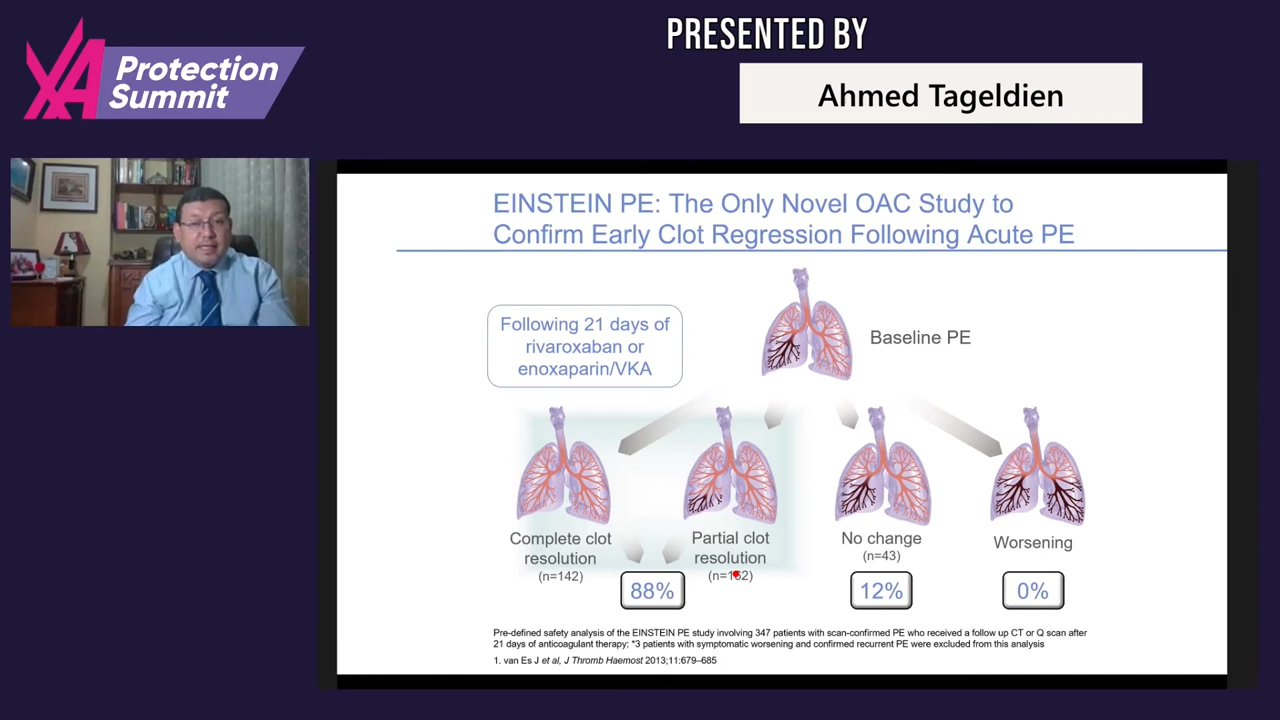 PRESENTED BY
XA Protection
Summit
Ahmed Tageldien
EINSTEIN PE: The Only Novel OAC Study to
Confirm Early Clot Regression Following Acute PE
Following 21 days of
rivaroxaban or
enoxaparin/VKA
Baseline PE
Complete clot
resolution
(n=142)
Partial clot
resolution
No change
(n=43)
Worsening
88%
12%
0%
Pre-defined safety analysis of the EINSTEIN PE study involving 347 patients with scan-confirmed PE who received a follow up CT or Q scan after
21 days of anticoagulant therapy; *3 patients with symptomatic worsening and confirmed recurrent PE were excluded from this analysis
1. van Es J et al, J Thromb Haemost 2013;11:679–685